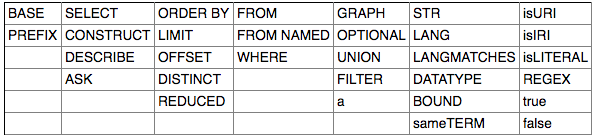 BASE SELECT ORDER BY FROM GRAPH STR isURI
PREFIX CONSTRUCT LIMIT FROM NAMED OPTIONAL LANG isIRI
DESCRIBE OFFSET WHERE UNION LANGMATCHES isLITERAL
ASK DISTINCT FILTER DATATYPE REGEX
REDUCED a BOUND true
sameTERM false